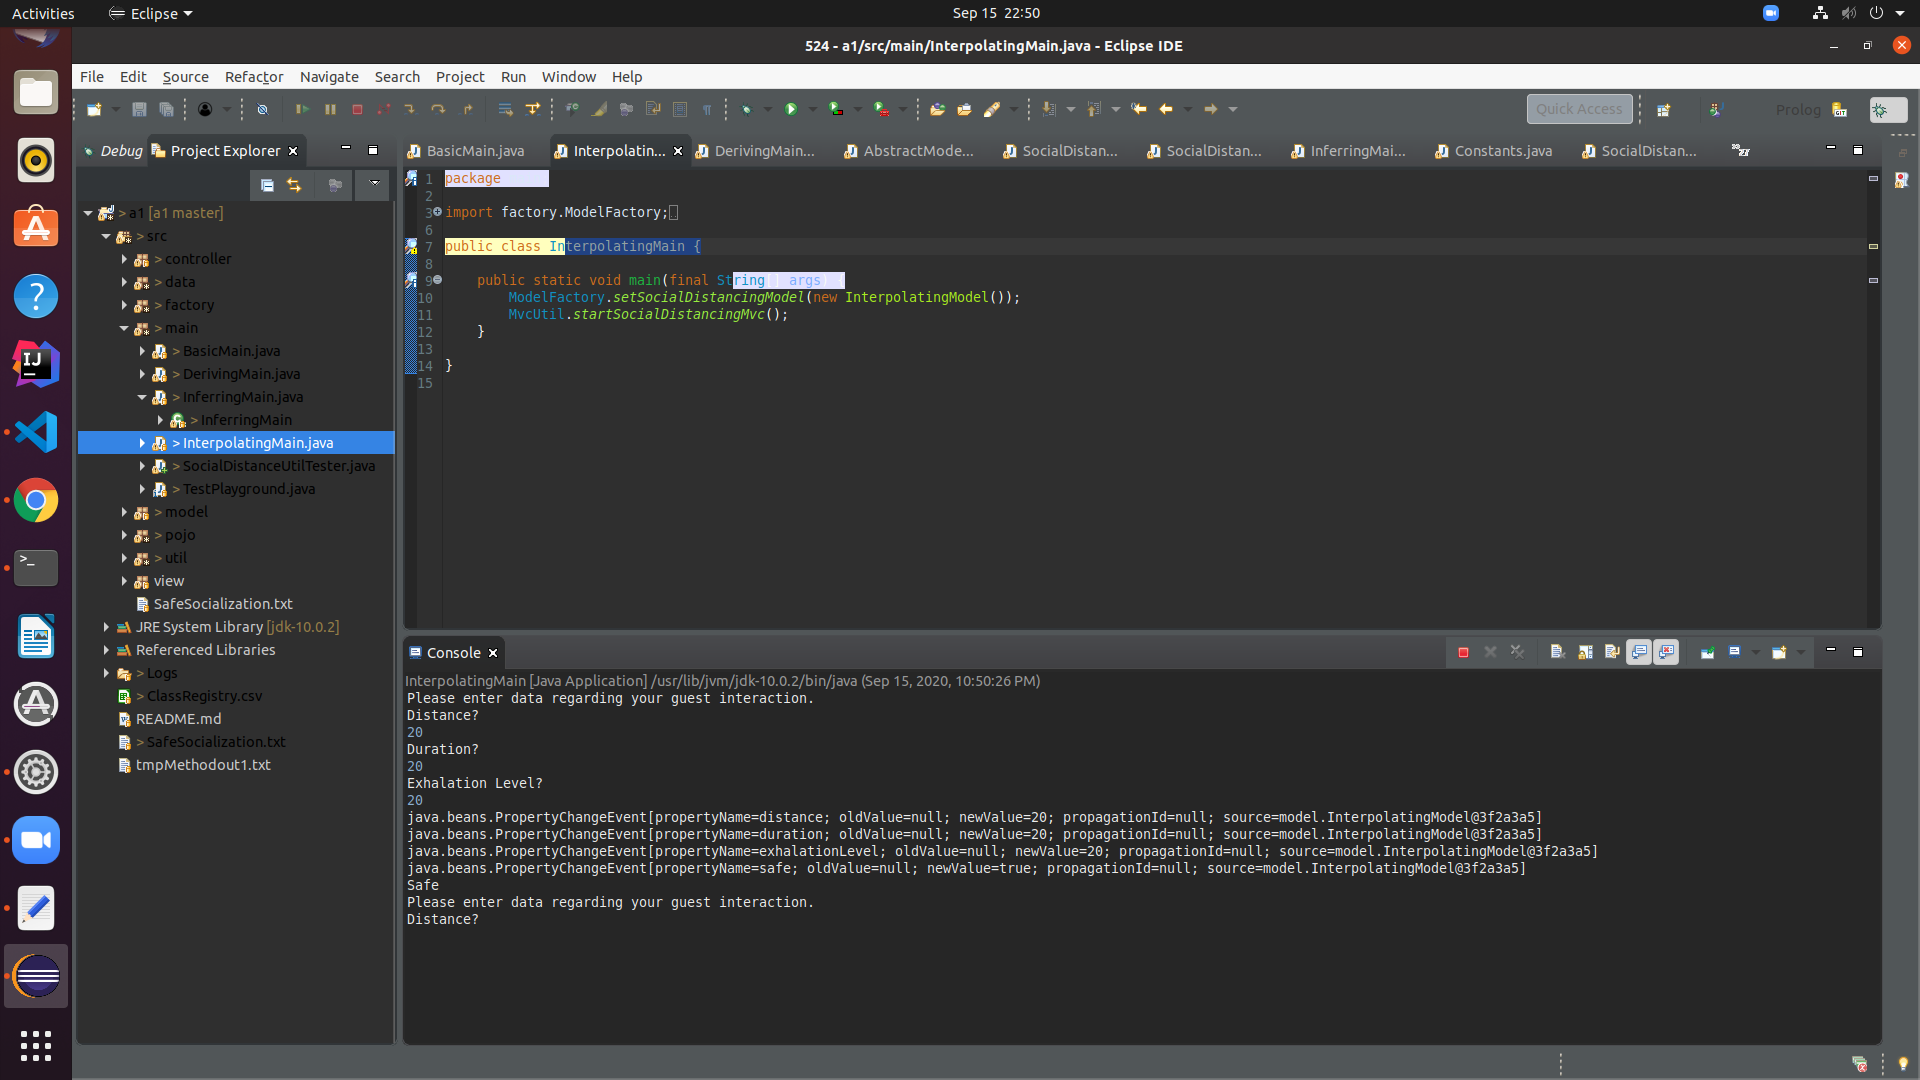 Activities
Eclipse
Sep 15 22:50
524 - a1/src/main/InterpolatingMain.java - Eclipse IDE
File Edit Source Refactor Navigate Search Project Run Window Help
Quick Access
Prolog
Debug
Project Explorer
> a1 [a1 master]
> src
> controller
> data
> factory
> main
> BasicMain.java
> DerivingMain.java
> InferringMain.java
> InferringMain
> InterpolatingMain.java
> SocialDistanceUtilTester.java
> TestPlayground.java
> model
> pojo
> util
view
SafeSocialization.txt
JRE System Library [jdk-10.0.2]
Referenced Libraries
> Logs
> ClassRegistry.csv
README.md
> SafeSocialization.txt
tmpMethodout1.txt
BasicMain.java
Interpolatin...
DerivingMain...
AbstractMode...
SocialDistan...
SocialDistan...
InferringMai...
Constants.java
SocialDistan...
1 package
2
3 import factory.ModelFactory;
6
7 public class InterpolatingMain {
8
9 public static void main(final String[] args)
10 ModelFactory.setSocialDistancingModel(new InterpolatingModel());
11 MvcUtil.startSocialDistancingMvc();
12 }
13
14 }
15
Console
InterpolatingMain [Java Application] /usr/lib/jvm/jdk-10.0.2/bin/java (Sep 15, 2020, 10:50:26 PM)
Please enter data regarding your guest interaction.
Distance?
20
Duration?
20
Exhalation Level?
20
java.beans.PropertyChangeEvent[propertyName=distance; oldValue=null; newValue=20; propagationId=null; source=model.InterpolatingModel@3f2a3a5]
java.beans.PropertyChangeEvent[propertyName=duration; oldValue=null; newValue=20; propagationId=null; source=model.InterpolatingModel@3f2a3a5]
java.beans.PropertyChangeEvent[propertyName=exhalationLevel; oldValue=null; newValue=20; propagationId=null; source=model.InterpolatingModel@3f2a3a5]
java.beans.PropertyChangeEvent[propertyName=safe; oldValue=null; newValue=true; propagationId=null; source=model.InterpolatingModel@3f2a3a5]
Safe
Please enter data regarding your guest interaction.
Distance?